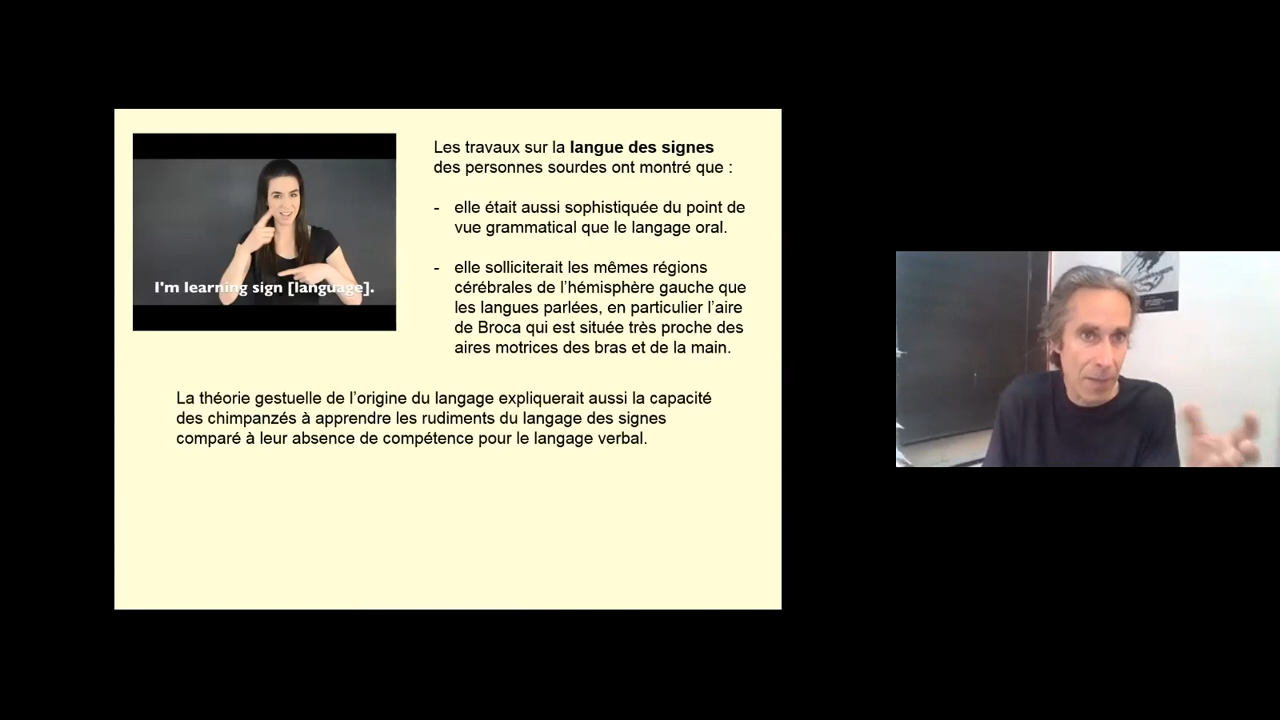 I'm learning sign [language].
Les travaux sur la langue des signes
des personnes sourdes ont montré que :
- elle était aussi sophistiquée du point de
vue grammatical que le langage oral.
- elle solliciterait les mêmes régions
cérébrales de l’hémisphère gauche que
les langues parlées, en particulier l’aire
de Broca qui est située très proche des
aires motrices des bras et de la main.
La théorie gestuelle de l’origine du langage expliquerait aussi la capacité
des chimpanzés à apprendre les rudiments du langage des signes
comparé à leur absence de compétence pour le langage verbal.